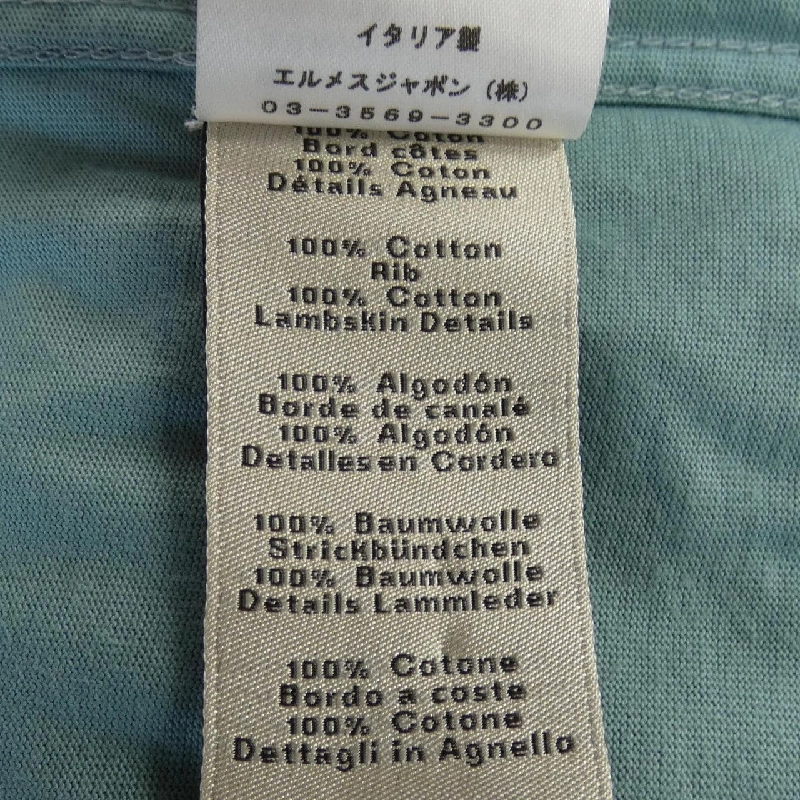 イタリア製
エルメスジャポン（株）
03-3569-3300
100% Coton
Bord côtes
100% Coton
Détails Agneau
100% Cotton
Rib
100% Cotton
Lambskin Details
100% Algodón
Borde de canalé
100% Algodón
Detalles en Cordero
100% Baumwolle
Strickbündchen
100% Baumwolle
Details Lammleder
100% Cotone
Bordo a coste
100% Cotone
Dettagli in Agnello